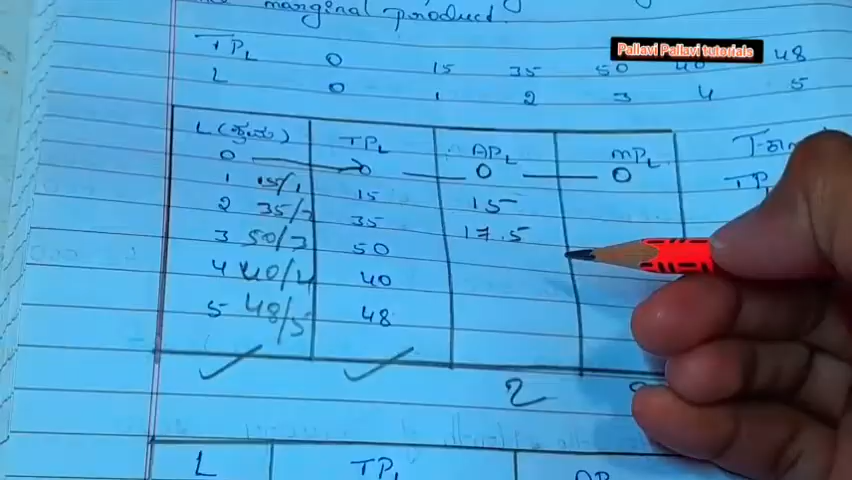 marginal product.
Pallavi Pallavi tutorials
TPL 0 15 35 50 40 48
L 0 1 2 3 4 5
L (ಶ್ರಮ) TPL APL MPL
0 0 0 0
1 15/1 15 15
2 35/2 35 17.5
3 50/3 50
4 40/4 40
5 48/5 48
2
L TPL AP